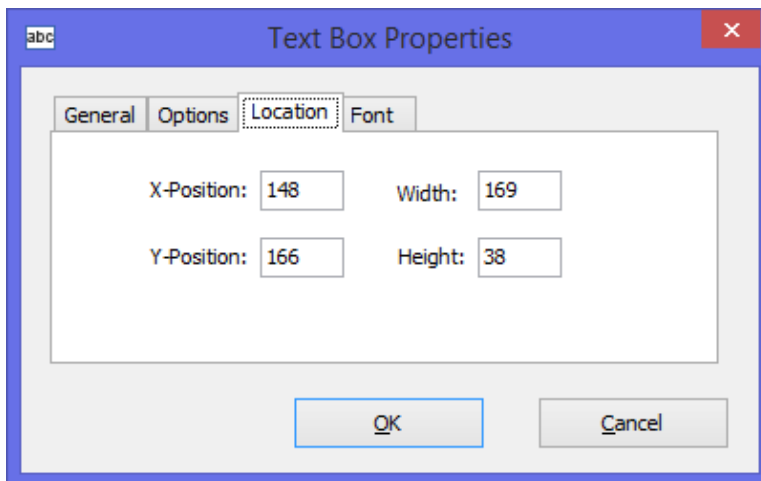 abc Text Box Properties
General Options Location Font
X-Position: 148 Width: 169
Y-Position: 166 Height: 38
OK Cancel